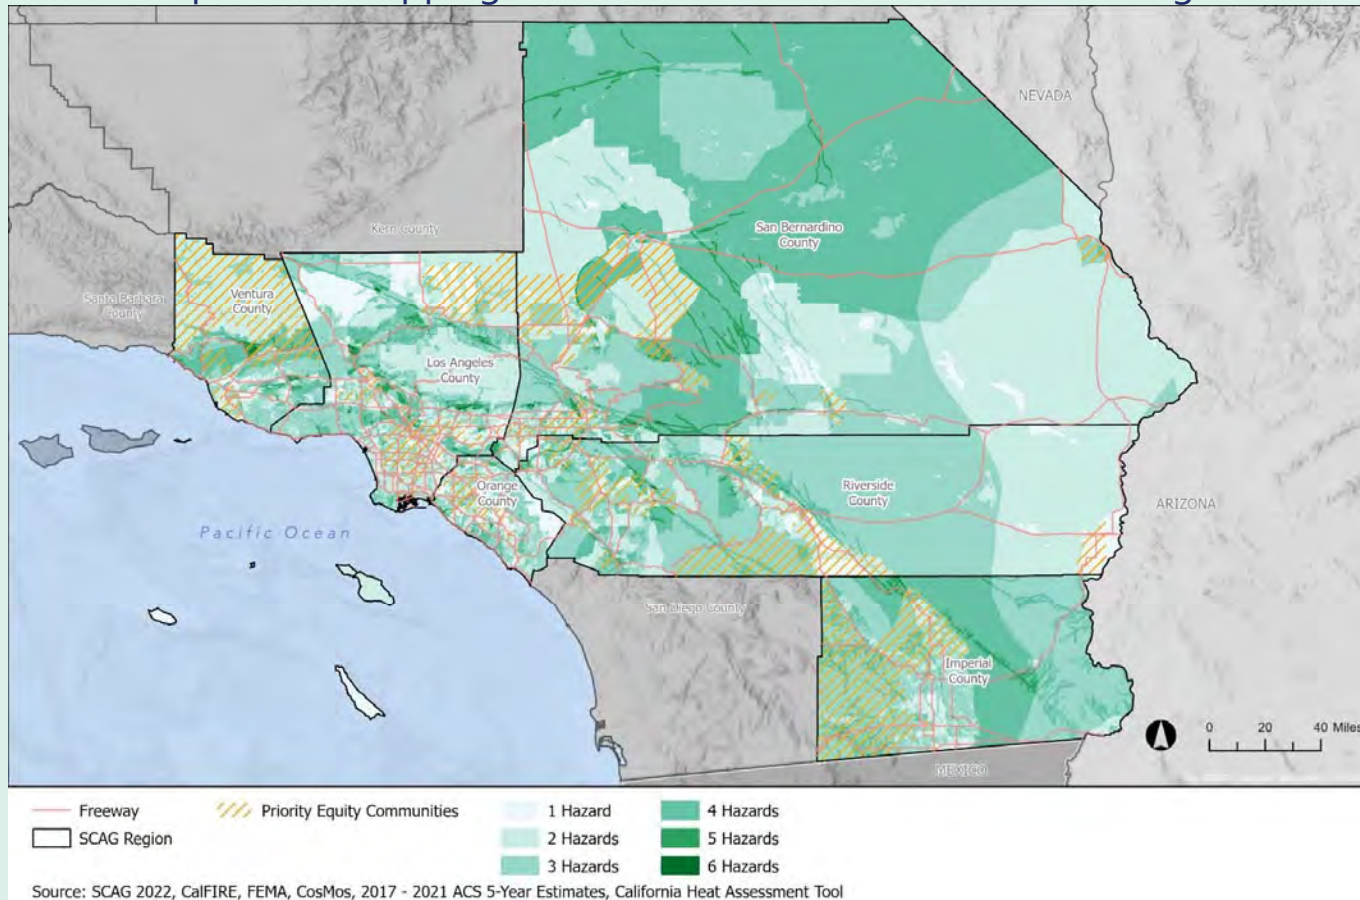 NEVADA
San Bernardino
County
Kern County
Santa Barbara
County
Ventura
County
Los Angeles
County
Orange
County
Riverside
County
ARIZONA
Pacific Ocean
San Diego County
Imperial
County
MEXICO
0 20 40 Miles
Freeway
SCAG Region
Priority Equity Communities
1 Hazard
2 Hazards
3 Hazards
4 Hazards
5 Hazards
6 Hazards
Source: SCAG 2022, CalFIRE, FEMA, CosMos, 2017 - 2021 ACS 5-Year Estimates, California Heat Assessment Tool